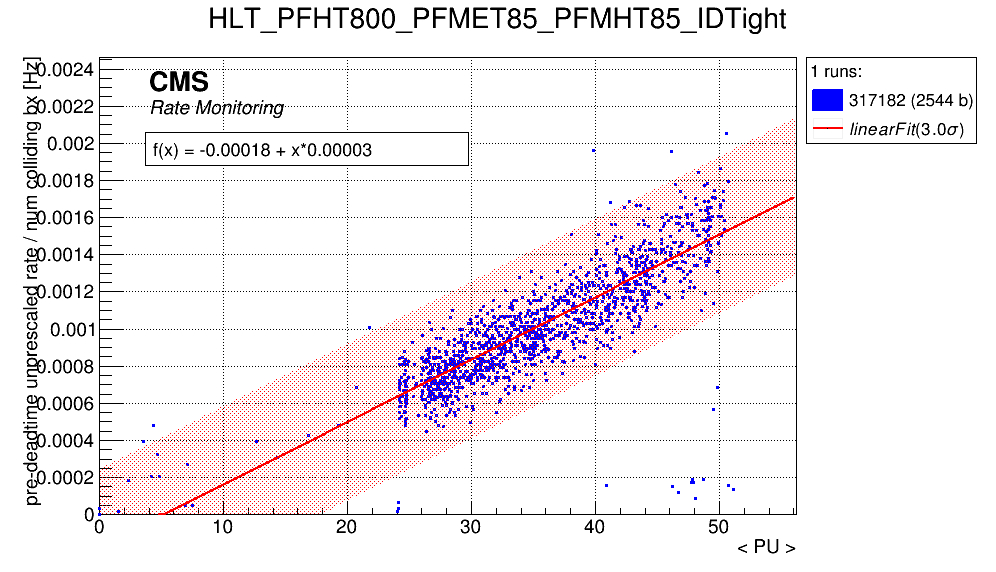 HLT_PFHT800_PFMET85_PFMHT85_IDTight
pre-deadtime unprescaled rate / num colliding bx [Hz]
0.0024
0.0022
0.002
0.0018
0.0016
0.0014
0.0012
0.001
0.0008
0.0006
0.0004
0.0002
0
CMS
Rate Monitoring
f(x) = -0.00018 + x*0.00003
1 runs:
317182 (2544 b)
linearFit(3.0σ)
0 10 20 30 40 50
< PU >